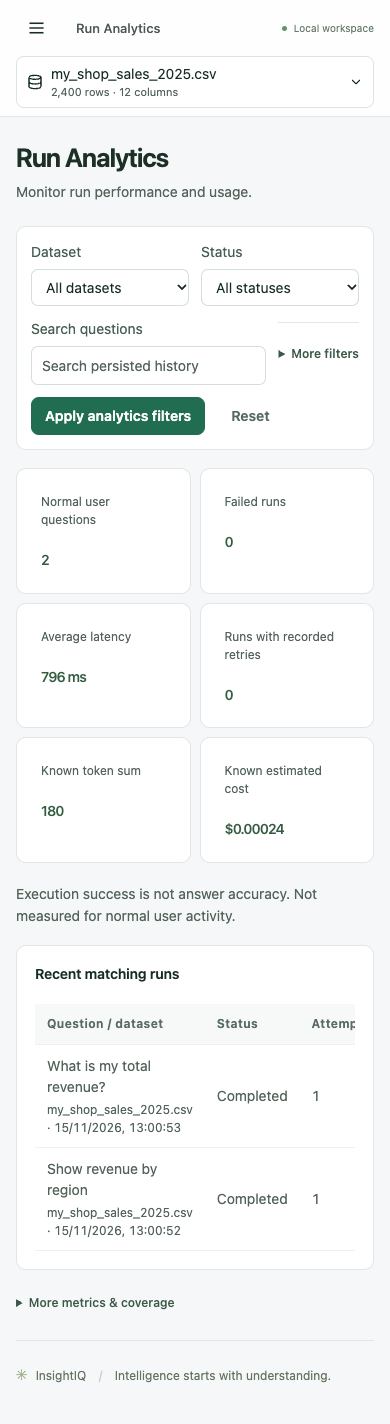 Run Analytics
Local workspace
my_shop_sales_2025.csv
2,400 rows · 12 columns
Run Analytics
Monitor run performance and usage.
Dataset
Status
All datasets
All statuses
Search questions
Search persisted history
More filters
Apply analytics filters
Reset
Normal user
questions
2
Failed runs
0
Average latency
796 ms
Runs with recorded
retries
0
Known token sum
180
Known estimated
cost
$0.00024
Execution success is not answer accuracy. Not
measured for normal user activity.
Recent matching runs
Question / dataset
Status
Attemp
What is my total
revenue?
my_shop_sales_2025.csv
· 15/11/2026, 13:00:53
Completed
1
Show revenue by
region
my_shop_sales_2025.csv
· 15/11/2026, 13:00:52
Completed
1
More metrics & coverage
InsightIQ / Intelligence starts with understanding.